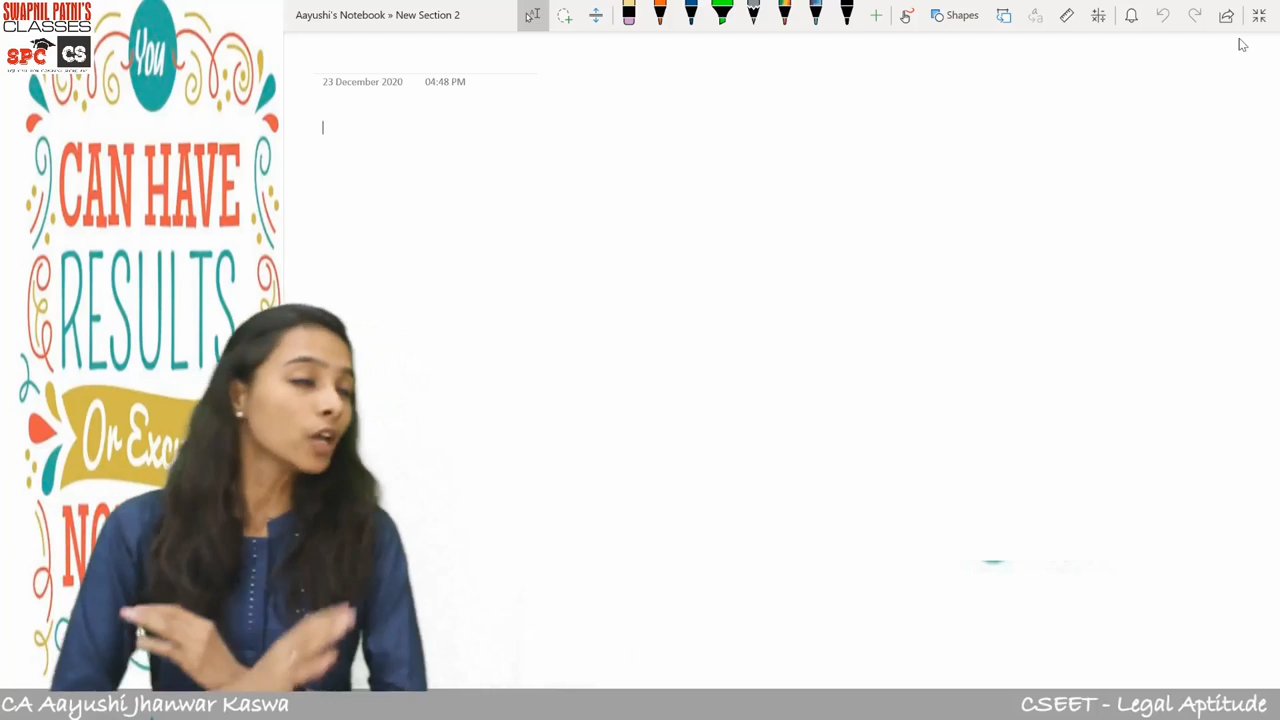 SWAPNIL PATNI'S
CLASSES
SPC CS
You
CAN HAVE
RESULTS
Or Exc
NO
Aayushi's Notebook » New Section 2
Shapes
23 December 2020 04:48 PM
CA Aayushi Jhanwar Kaswa
CSEET - Legal Aptitude